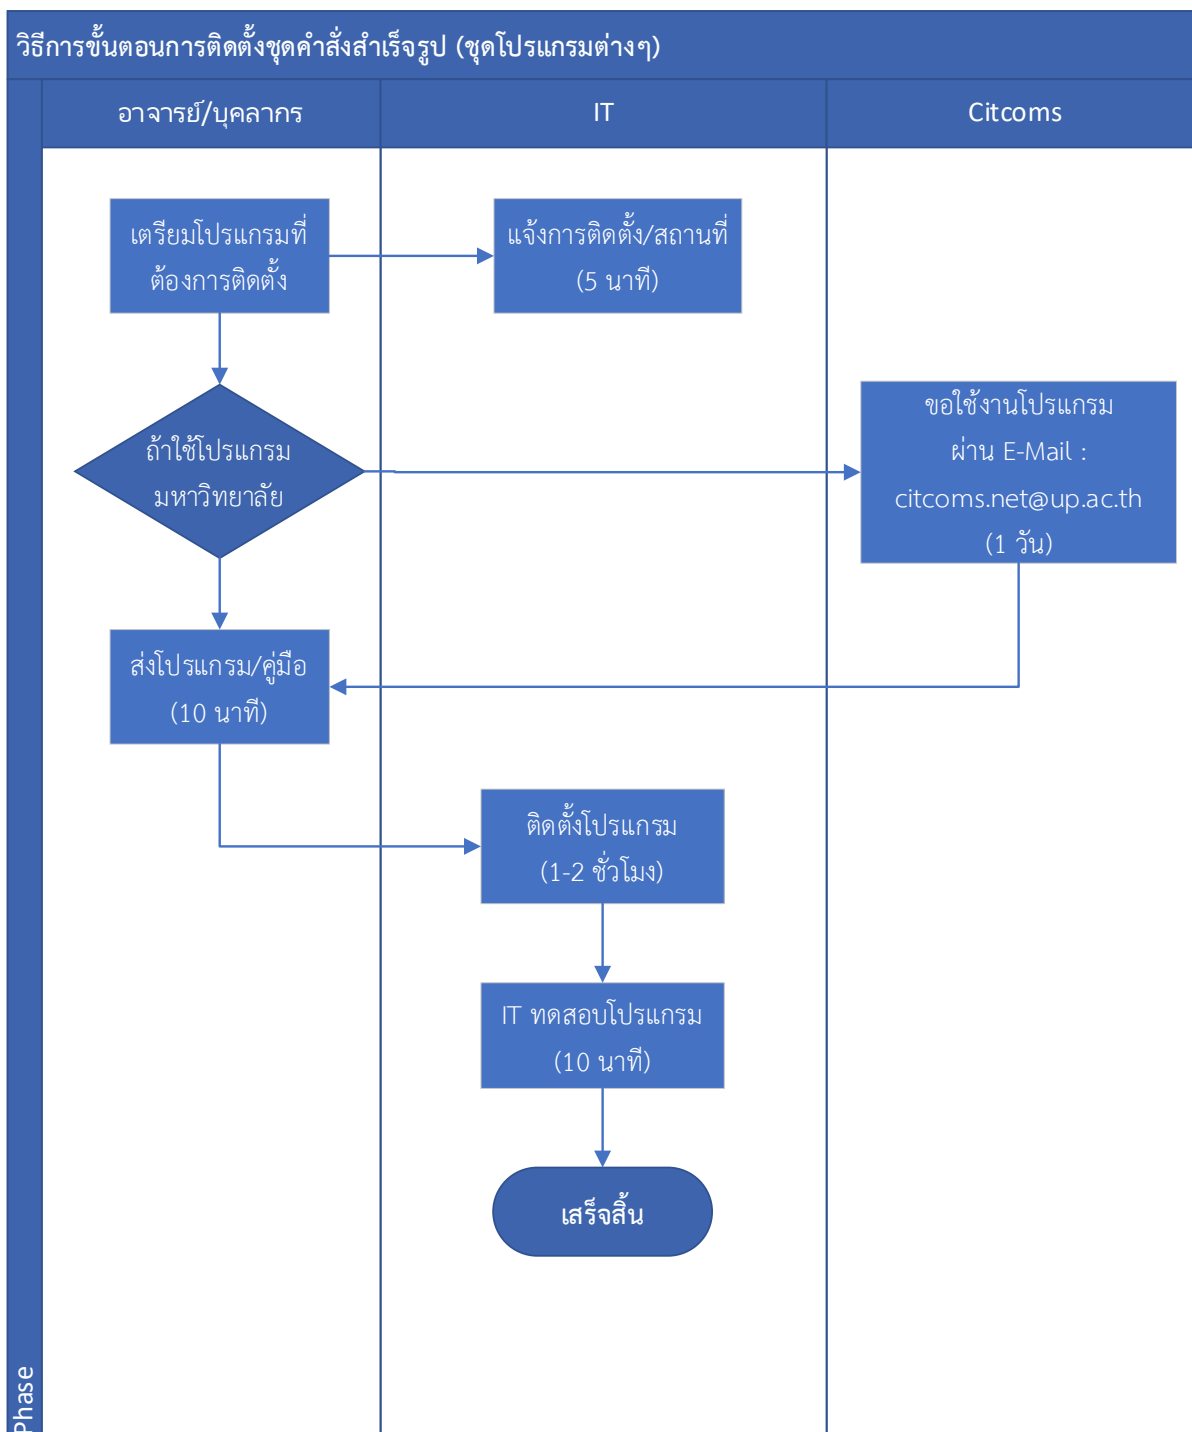 วิธีการขั้นตอนการติดตั้งชุดคำสั่งสำเร็จรูป (ชุดโปรแกรมต่างๆ)
อาจารย์/บุคลากร
IT
Citcoms
เตรียมโปรแกรมที่
ต้องการติดตั้ง
แจ้งการติดตั้ง/สถานที่
(5 นาที)
ถ้าใช้โปรแกรม
มหาวิทยาลัย
ขอใช้งานโปรแกรม
ผ่าน E-Mail :
citcoms.net@up.ac.th
(1 วัน)
ส่งโปรแกรม/คู่มือ
(10 นาที)
ติดตั้งโปรแกรม
(1-2 ชั่วโมง)
IT ทดสอบโปรแกรม
(10 นาที)
เสร็จสิ้น
Phase